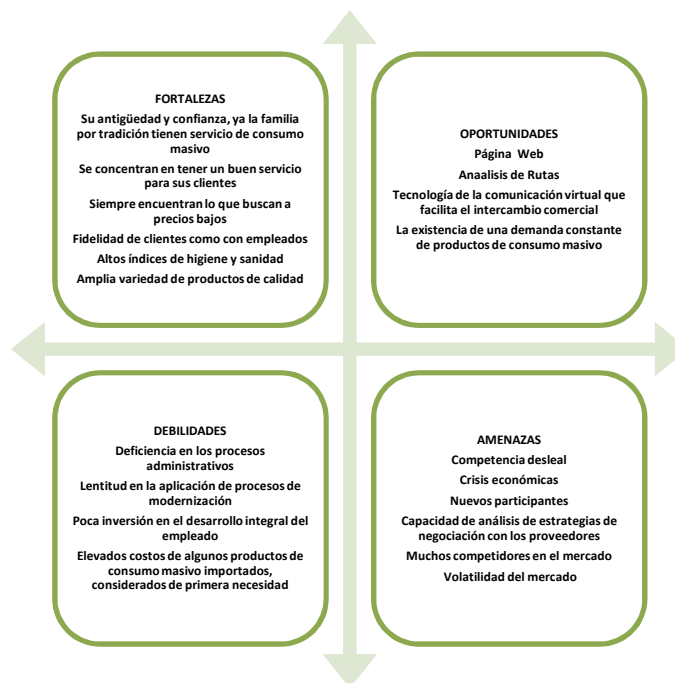 FORTALEZAS
Su antigüedad y confianza, ya la familia
por tradición tienen servicio de consumo
masivo
Se concentran en tener un buen servicio
para sus clientes
Siempre encuentran lo que buscan a
precios bajos
Fidelidad de clientes como con empleados
Altos índices de higiene y sanidad
Amplia variedad de productos de calidad
OPORTUNIDADES
Página Web
Anaalisis de Rutas
Tecnología de la comunicación virtual que
facilita el intercambio comercial
La existencia de una demanda constante
de productos de consumo masivo
DEBILIDADES
Deficiencia en los procesos
administrativos
Lentitud en la aplicación de procesos de
modernización
Poca inversión en el desarrollo integral del
empleado
Elevados costos de algunos productos de
consumo masivo importados,
considerados de primera necesidad
AMENAZAS
Competencia desleal
Crisis económicas
Nuevos participantes
Capacidad de análisis de estrategias de
negociación con los proveedores
Muchos competidores en el mercado
Volatilidad del mercado